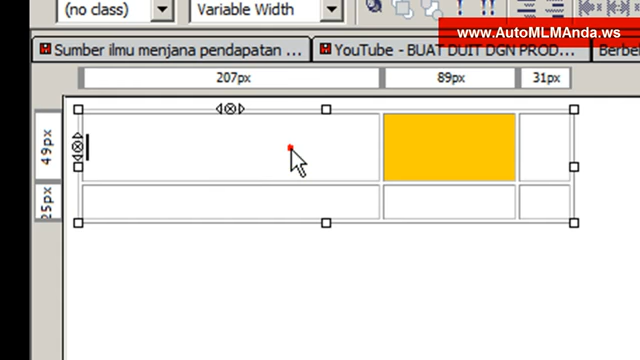 (no class) Variable Width
www.AutoMLMAnda.ws
Sumber ilmu menjana pendapatan ... YouTube - BUAT DUIT DGN PROD... Berbe
207px 89px 31px
49px
25px